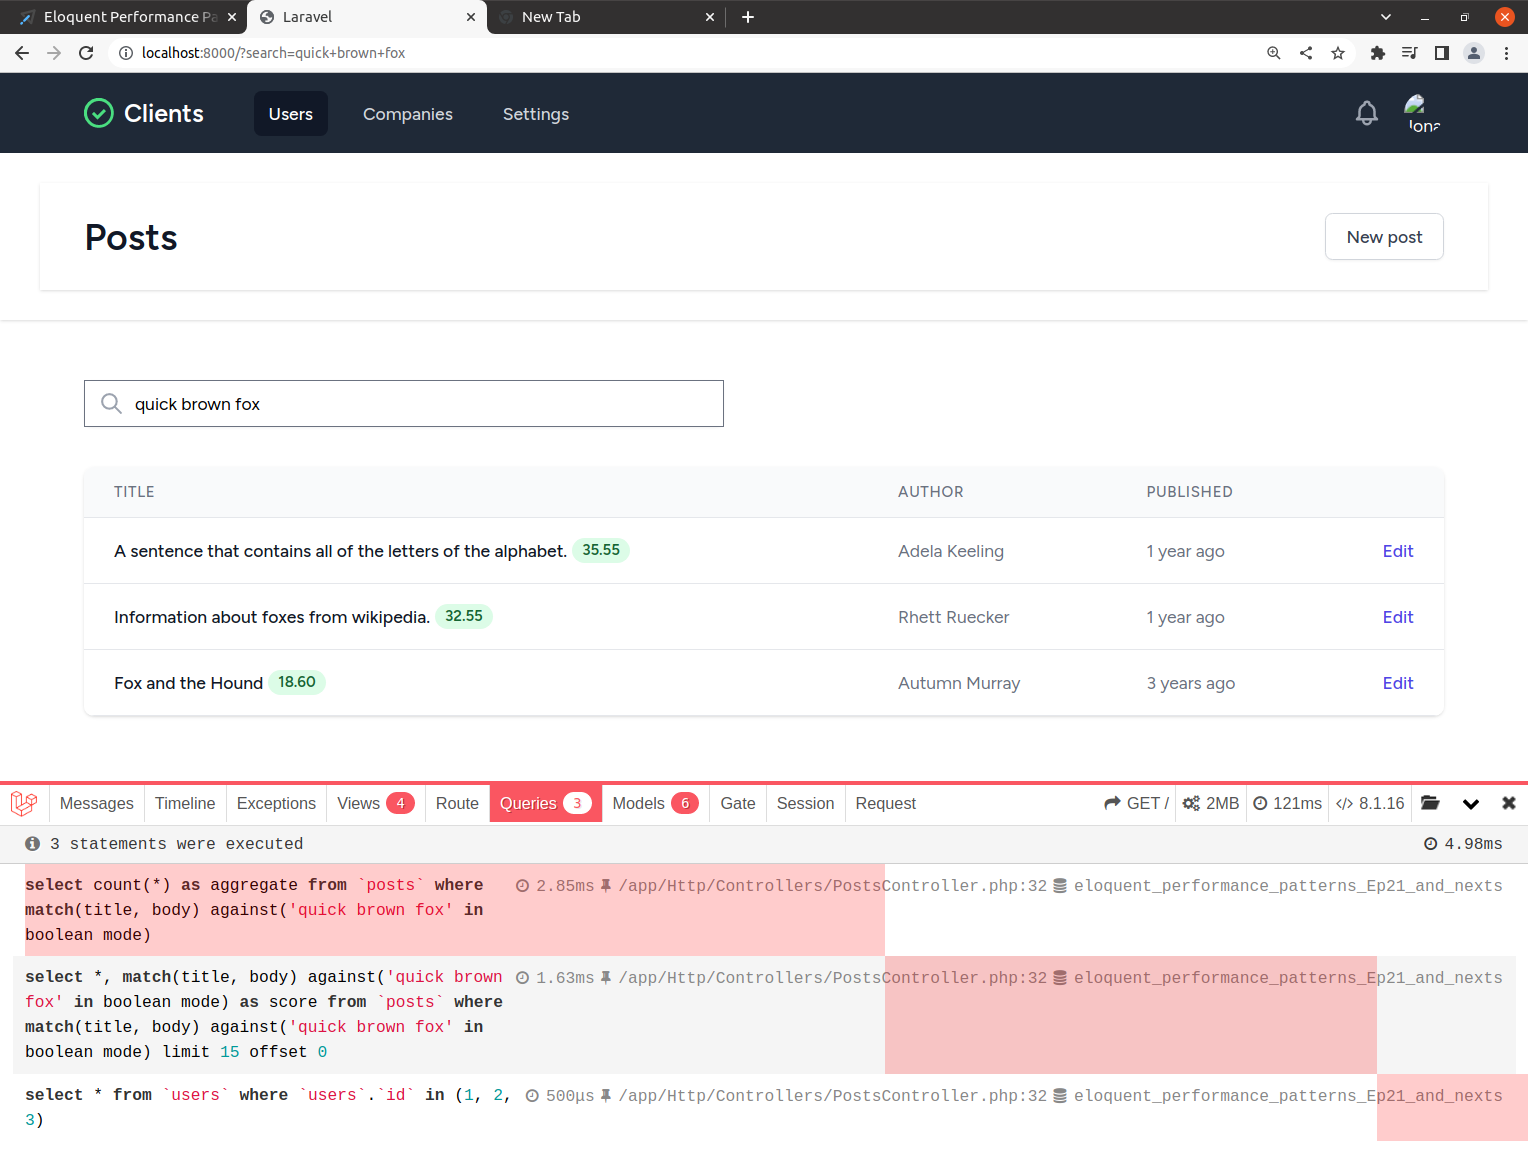 Eloquent Performance Pa
Laravel
New Tab
localhost:8000/?search=quick+brown+fox
Clients
Users
Companies
Settings
Jona
Posts
New post
quick brown fox
TITLE AUTHOR PUBLISHED
A sentence that contains all of the letters of the alphabet. 35.55 Adela Keeling 1 year ago Edit
Information about foxes from wikipedia. 32.55 Rhett Ruecker 1 year ago Edit
Fox and the Hound 18.60 Autumn Murray 3 years ago Edit
Messages Timeline Exceptions Views 4 Route Queries 3 Models 6 Gate Session Request GET / 2MB 121ms 8.1.16
3 statements were executed 4.98ms
select count(*) as aggregate from `posts` where 2.85ms /app/Http/Controllers/PostsController.php:32 eloquent_performance_patterns_Ep21_and_nexts
match(title, body) against('quick brown fox' in
boolean mode)
select *, match(title, body) against('quick brown 1.63ms /app/Http/Controllers/PostsController.php:32 eloquent_performance_patterns_Ep21_and_nexts
fox' in boolean mode) as score from `posts` where
match(title, body) against('quick brown fox' in
boolean mode) limit 15 offset 0
select * from `users` where `users`.`id` in (1, 2, 500μs /app/Http/Controllers/PostsController.php:32 eloquent_performance_patterns_Ep21_and_nexts
3)